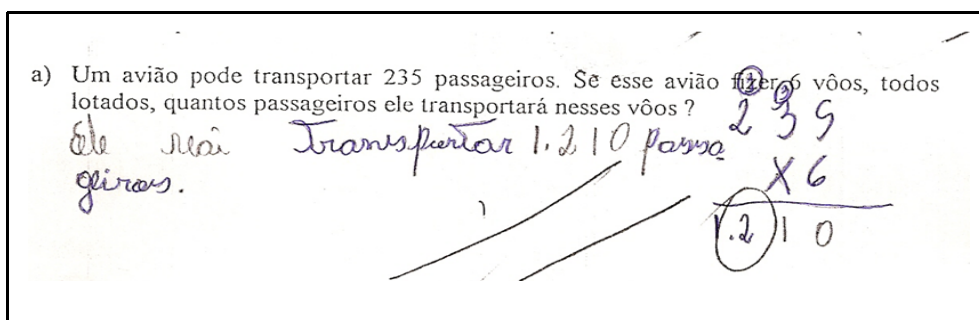 a) Um avião pode transportar 235 passageiros. Se esse avião fizer 6 vôos, todos
lotados, quantos passageiros ele transportará nesses vôos ?
Ele vai Transportar 1.210 passa
geiros.
235
X 6
1.210